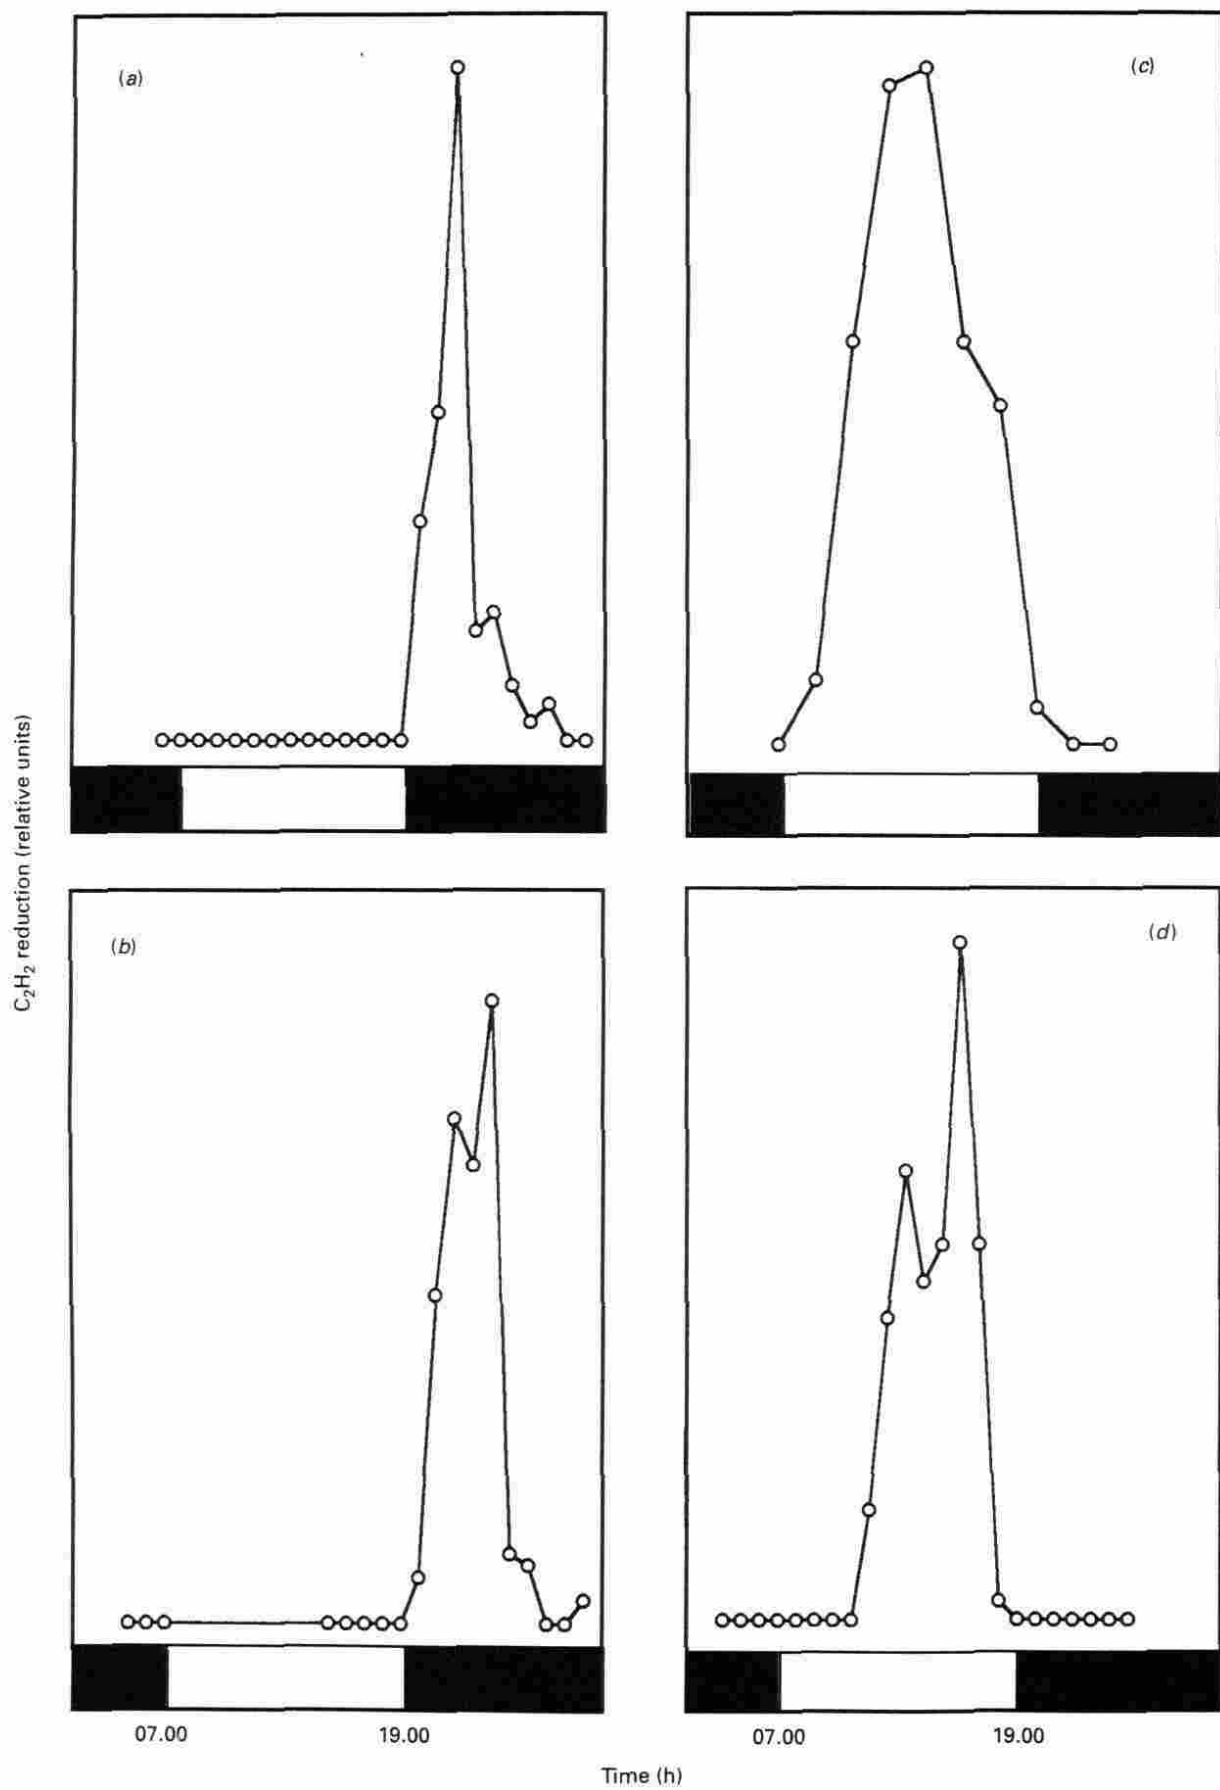 (a)
(c)
C₂H₂ reduction (relative units)
(b)
(d)
07.00
19.00
07.00
19.00
Time (h)